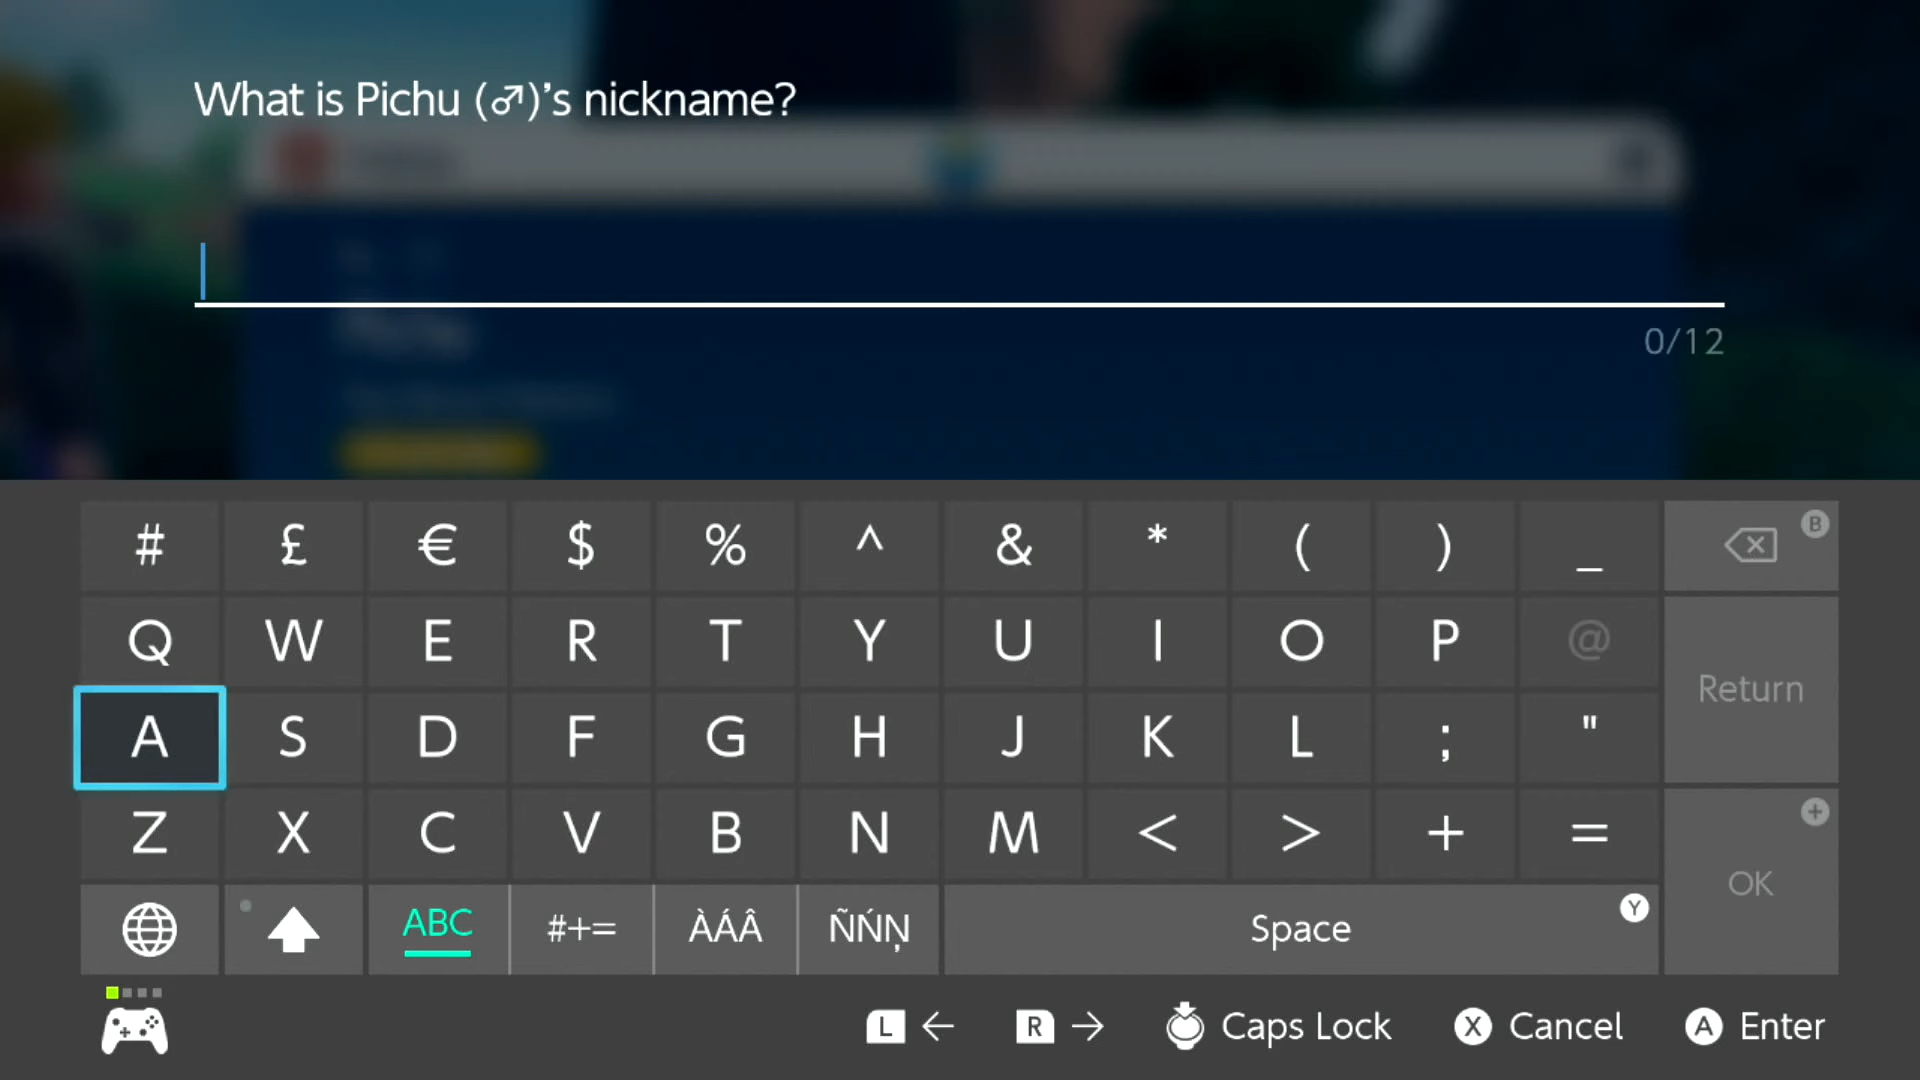 What is Pichu (♂)'s nickname?
0/12
# £ € $ % ^ & * ( ) _ B
Q W E R T Y U I O P @
Return
A S D F G H J K L ; "
Z X C V B N M < > + = +
OK
ABC #+= ÀÁÂ ÑŃŅ Space Y
L ← R → Caps Lock X Cancel A Enter